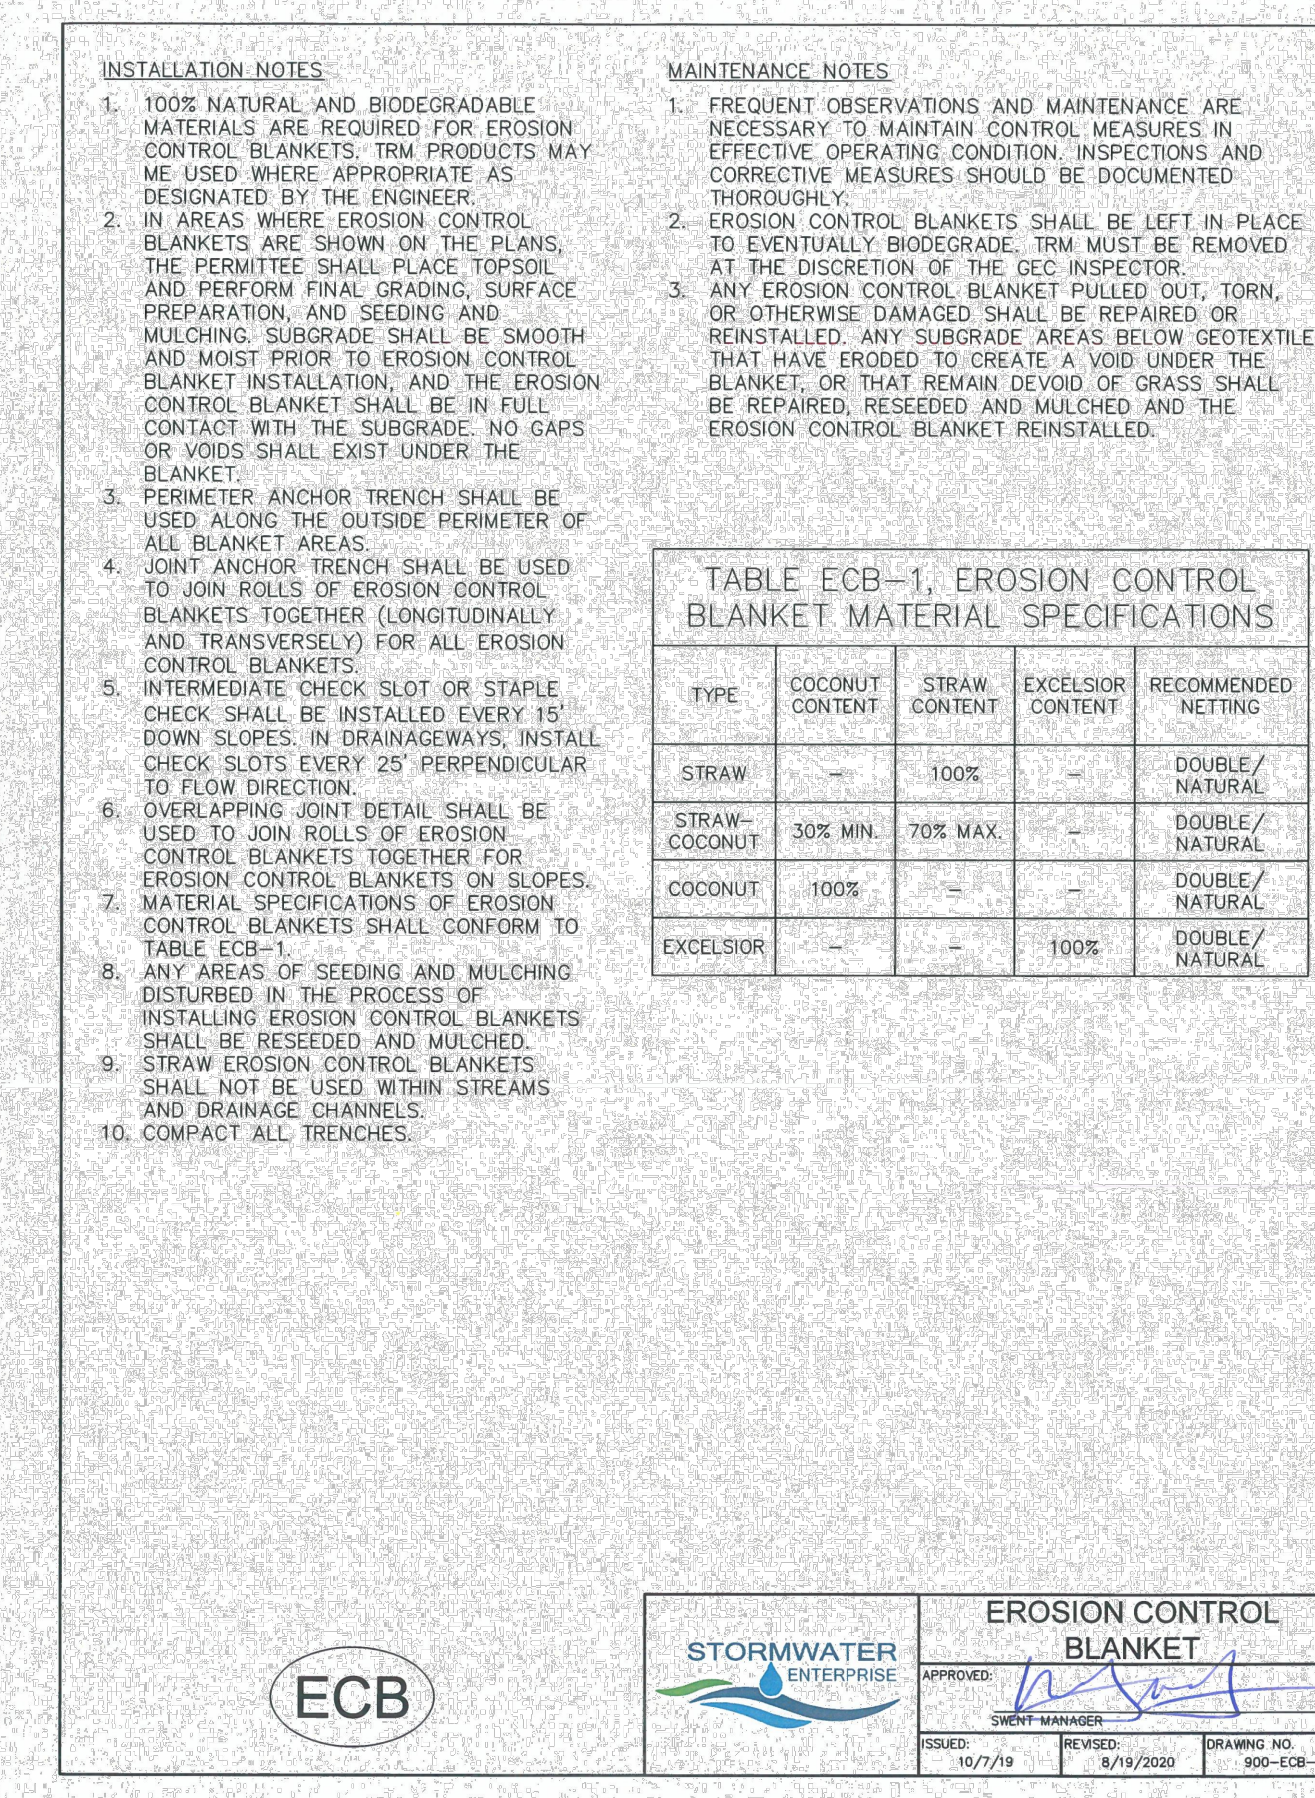 INSTALLATION NOTES
1. 100% NATURAL AND BIODEGRADABLE
MATERIALS ARE REQUIRED FOR EROSION
CONTROL BLANKETS. TRM PRODUCTS MAY
ME USED WHERE APPROPRIATE AS
DESIGNATED BY THE ENGINEER.
2. IN AREAS WHERE EROSION CONTROL
BLANKETS ARE SHOWN ON THE PLANS,
THE PERMITTEE SHALL PLACE TOPSOIL
AND PERFORM FINAL GRADING, SURFACE
PREPARATION, AND SEEDING AND
MULCHING. SUBGRADE SHALL BE SMOOTH
AND MOIST PRIOR TO EROSION CONTROL
BLANKET INSTALLATION, AND THE EROSION
CONTROL BLANKET SHALL BE IN FULL
CONTACT WITH THE SUBGRADE. NO GAPS
OR VOIDS SHALL EXIST UNDER THE
BLANKET.
3. PERIMETER ANCHOR TRENCH SHALL BE
USED ALONG THE OUTSIDE PERIMETER OF
ALL BLANKET AREAS.
4. JOINT ANCHOR TRENCH SHALL BE USED
TO JOIN ROLLS OF EROSION CONTROL
BLANKETS TOGETHER (LONGITUDINALLY
AND TRANSVERSELY) FOR ALL EROSION
CONTROL BLANKETS.
5. INTERMEDIATE CHECK SLOT OR STAPLE
CHECK SHALL BE INSTALLED EVERY 15'
DOWN SLOPES. IN DRAINAGEWAYS, INSTALL
CHECK SLOTS EVERY 25' PERPENDICULAR
TO FLOW DIRECTION.
6. OVERLAPPING JOINT DETAIL SHALL BE
USED TO JOIN ROLLS OF EROSION
CONTROL BLANKETS TOGETHER FOR
EROSION CONTROL BLANKETS ON SLOPES.
7. MATERIAL SPECIFICATIONS OF EROSION
CONTROL BLANKETS SHALL CONFORM TO
TABLE ECB-1.
8. ANY AREAS OF SEEDING AND MULCHING
DISTURBED IN THE PROCESS OF
INSTALLING EROSION CONTROL BLANKETS
SHALL BE RESEEDED AND MULCHED.
9. STRAW EROSION CONTROL BLANKETS
SHALL NOT BE USED WITHIN STREAMS
AND DRAINAGE CHANNELS.
10. COMPACT ALL TRENCHES.
MAINTENANCE NOTES
1. FREQUENT OBSERVATIONS AND MAINTENANCE ARE
NECESSARY TO MAINTAIN CONTROL MEASURES IN
EFFECTIVE OPERATING CONDITION. INSPECTIONS AND
CORRECTIVE MEASURES SHOULD BE DOCUMENTED
THOROUGHLY.
2. EROSION CONTROL BLANKETS SHALL BE LEFT IN PLACE
TO EVENTUALLY BIODEGRADE. TRM MUST BE REMOVED
AT THE DISCRETION OF THE GEC INSPECTOR.
3. ANY EROSION CONTROL BLANKET PULLED OUT, TORN,
OR OTHERWISE DAMAGED SHALL BE REPAIRED OR
REINSTALLED. ANY SUBGRADE AREAS BELOW GEOTEXTILE
THAT HAVE ERODED TO CREATE A VOID UNDER THE
BLANKET, OR THAT REMAIN DEVOID OF GRASS SHALL
BE REPAIRED, RESEEDED AND MULCHED AND THE
EROSION CONTROL BLANKET REINSTALLED.
TABLE ECB-1, EROSION CONTROL
BLANKET MATERIAL SPECIFICATIONS
TYPE COCONUT CONTENT STRAW CONTENT EXCELSIOR CONTENT RECOMMENDED NETTING
STRAW - 100% - DOUBLE/ NATURAL
STRAW-COCONUT 30% MIN. 70% MAX. - DOUBLE/ NATURAL
COCONUT 100% - - DOUBLE/ NATURAL
EXCELSIOR - - 100% DOUBLE/ NATURAL
ECB
STORMWATER
ENTERPRISE
EROSION CONTROL
BLANKET
APPROVED:
SWENT MANAGER
ISSUED: REVISED: DRAWING NO.
10/7/19 8/19/2020 900-ECB-